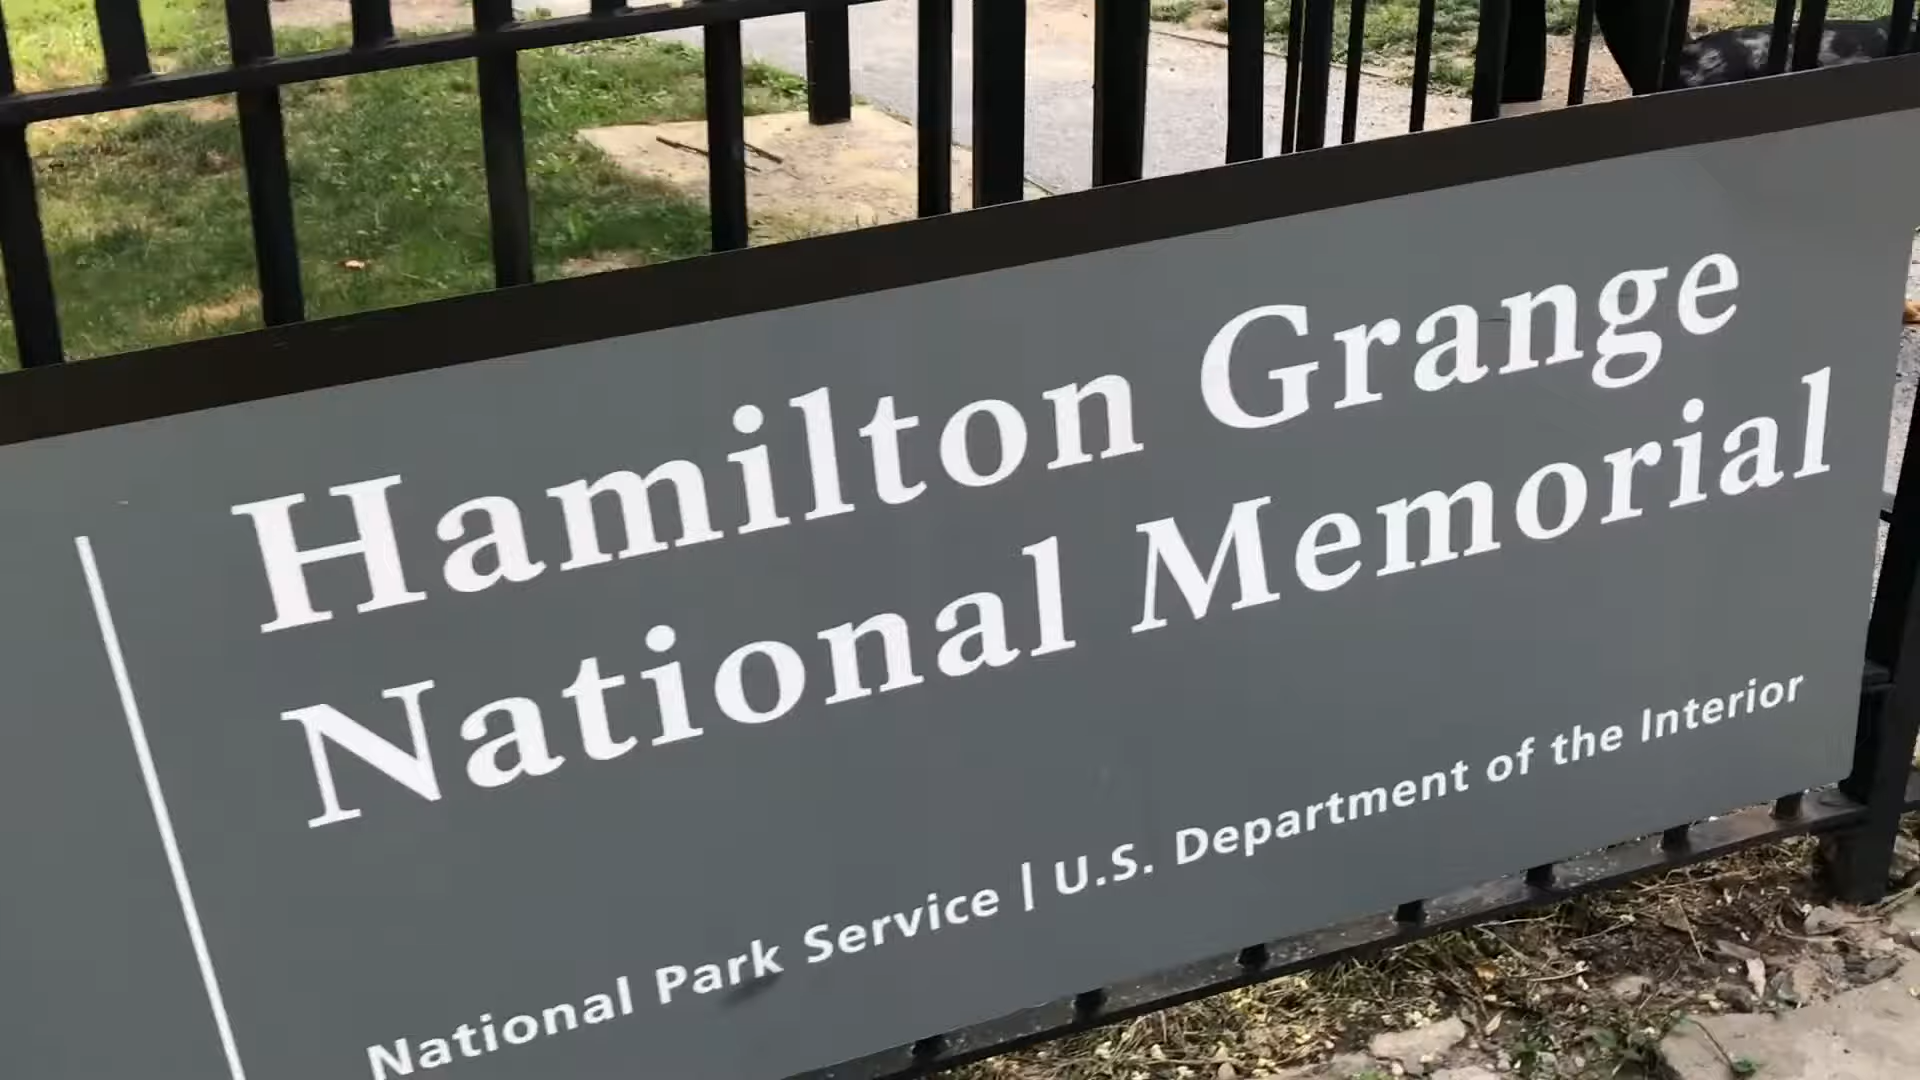 Hamilton Grange
National Memorial
National Park Service | U.S. Department of the Interior